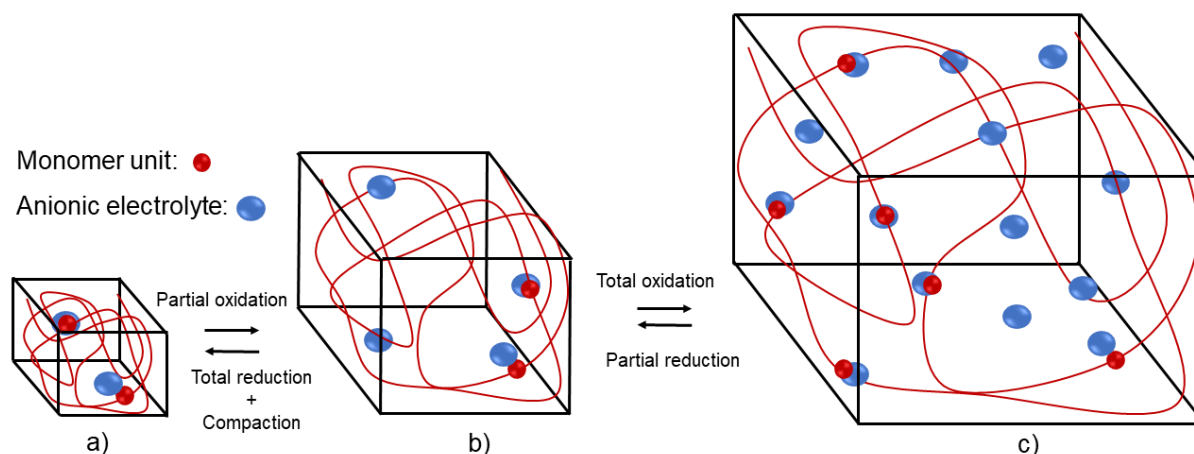 Monomer unit:
Anionic electrolyte:
Partial oxidation
Total reduction
+
Compaction
Total oxidation
Partial reduction
a)
b)
c)